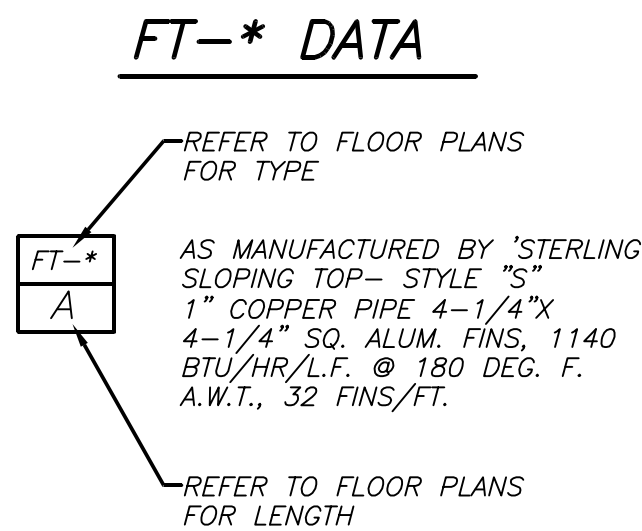 FT-* DATA
REFER TO FLOOR PLANS
FOR TYPE
FT-*
A
AS MANUFACTURED BY 'STERLING
SLOPING TOP- STYLE "S"
1" COPPER PIPE 4-1/4"X
4-1/4" SQ. ALUM. FINS, 1140
BTU/HR/L.F. @ 180 DEG. F.
A.W.T., 32 FINS/FT.
REFER TO FLOOR PLANS
FOR LENGTH